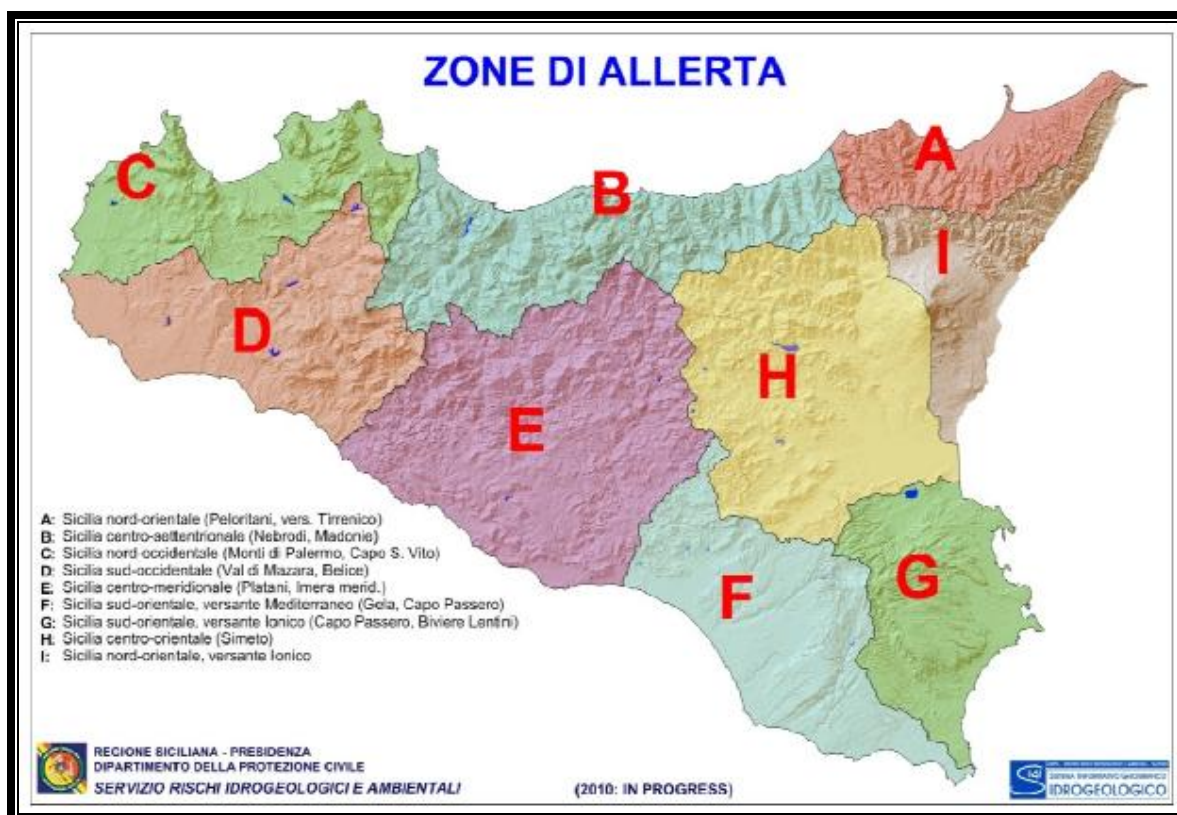 ZONE DI ALLERTA
A
C
B
I
D
H
E
G
F
A: Sicilia nord-orientale (Peloritani, vers. Tirrenico)
B: Sicilia centro-settentrionale (Nebrodi, Madonie)
C: Sicilia nord-occidentale (Monti di Palermo, Capo S. Vito)
D: Sicilia sud-occidentale (Val di Mazara, Belice)
E: Sicilia centro-meridionale (Platani, Imera merid.)
F: Sicilia sud-orientale, versante Mediterraneo (Gela, Capo Passero)
G: Sicilia sud-orientale, versante Ionico (Capo Passero, Biviere Lentini)
H: Sicilia centro-orientale (Simeto)
I: Sicilia nord-orientale, versante Ionico
REGIONE SICILIANA - PRESIDENZA
DIPARTIMENTO DELLA PROTEZIONE CIVILE
SERVIZIO RISCHI IDROGEOLOGICI E AMBIENTALI
(2010: IN PROGRESS)
SISTEMA INFORMATIVO GEOGRAFICO
IDROGEOLOGICO